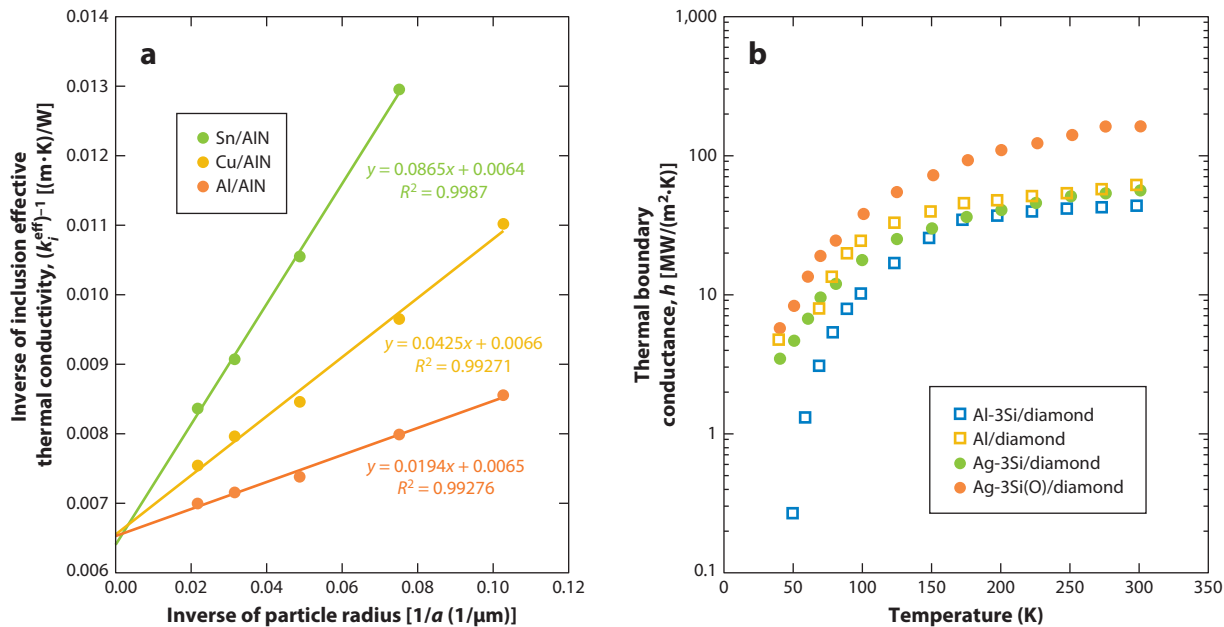 a
Inverse of inclusion effective
thermal conductivity, (kᵢᵉᶠᶠ)⁻¹ [(m·K)/W]
0.014
0.013
0.012
0.011
0.010
0.009
0.008
0.007
0.006
Sn/AlN
Cu/AlN
Al/AlN
y = 0.0865x + 0.0064
R² = 0.9987
y = 0.0425x + 0.0066
R² = 0.99271
y = 0.0194x + 0.0065
R² = 0.99276
0.00 0.02 0.04 0.06 0.08 0.10 0.12
Inverse of particle radius [1/a (1/μm)]
b
Thermal boundary
conductance, h [MW/(m²·K)]
1,000
100
10
1
0.1
Al-3Si/diamond
Al/diamond
Ag-3Si/diamond
Ag-3Si(O)/diamond
0 50 100 150 200 250 300 350
Temperature (K)